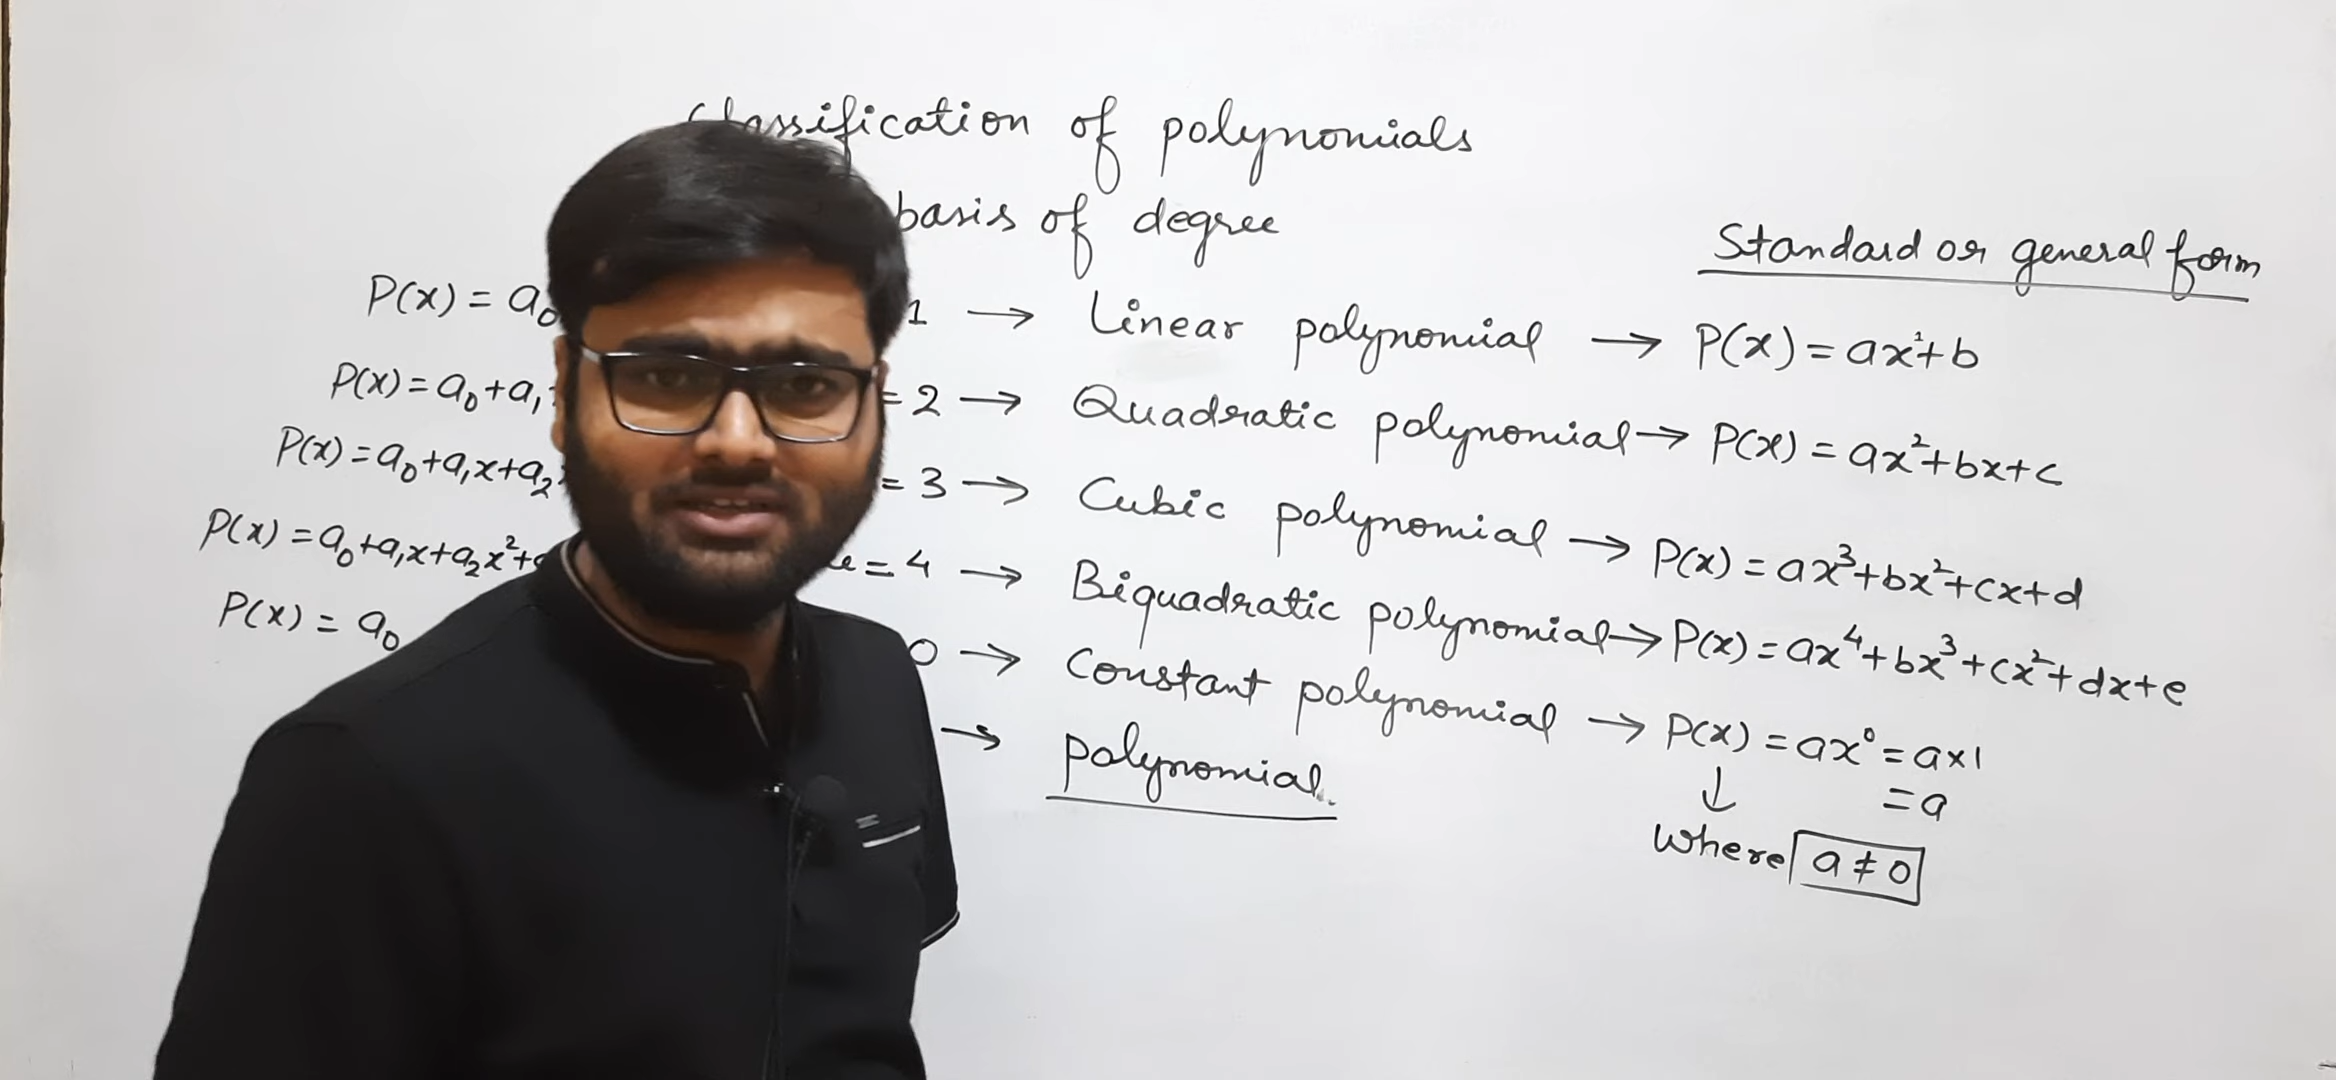 Classification of polynomials
basis of degree
Standard or general form
P(x) = a₀ 1 → Linear polynomial → P(x) = ax¹+b
P(x) = a₀+a₁ = 2 → Quadratic polynomial → P(x) = ax²+bx+c
P(x) = a₀+a₁x+a₂ = 3 → Cubic polynomial → P(x) = ax³+bx²+cx+d
P(x) = a₀+a₁x+a₂x²+ = 4 → Biquadratic polynomial → P(x) = ax⁴+bx³+cx²+dx+e
P(x) = a₀ 0 → Constant polynomial → P(x) = ax⁰ = a×1
→ polynomial ↓ = a
where a ≠ 0